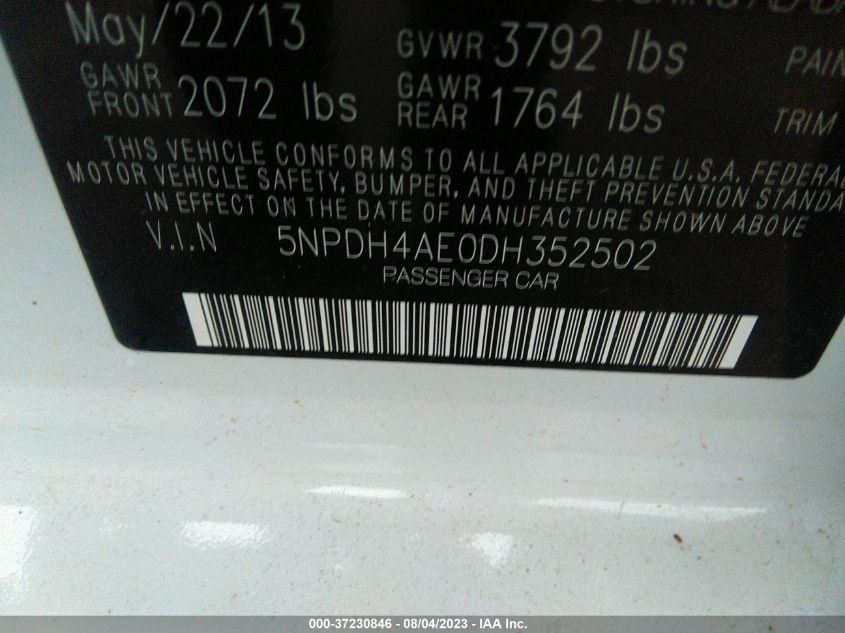 May/22/13 GVWR 3792 lbs PAIN
GAWR FRONT 2072 lbs GAWR REAR 1764 lbs TRIM
THIS VEHICLE CONFORMS TO ALL APPLICABLE U.S.A. FEDERAL
MOTOR VEHICLE SAFETY, BUMPER, AND THEFT PREVENTION STANDA
IN EFFECT ON THE DATE OF MANUFACTURE SHOWN ABOVE
V.I.N 5NPDH4AE0DH352502
PASSENGER CAR
000-37230846 - 08/04/2023 - IAA Inc.